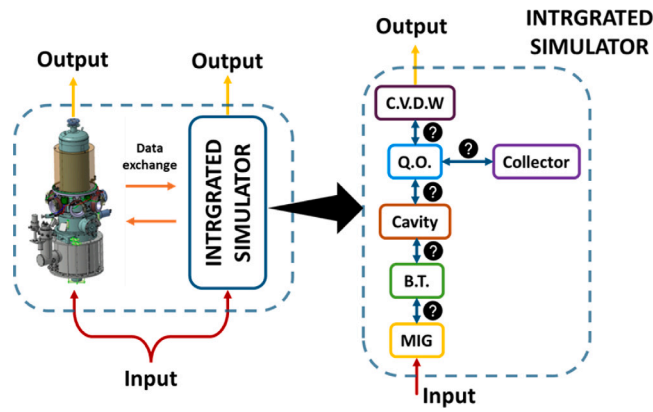 INTRGRATED
SIMULATOR
Output
Output
Output
C.V.D.W
?
Data
exchange
INTRGRATED
SIMULATOR
Q.O.
?
Collector
?
Cavity
?
B.T.
?
MIG
Input
Input